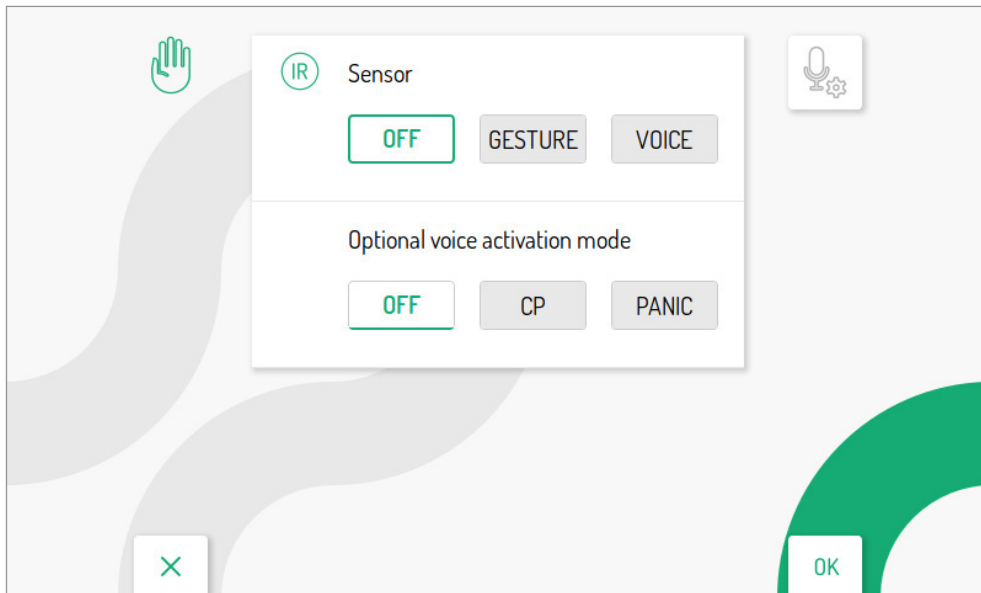 IR Sensor
OFF GESTURE VOICE
Optional voice activation mode
OFF CP PANIC
OK